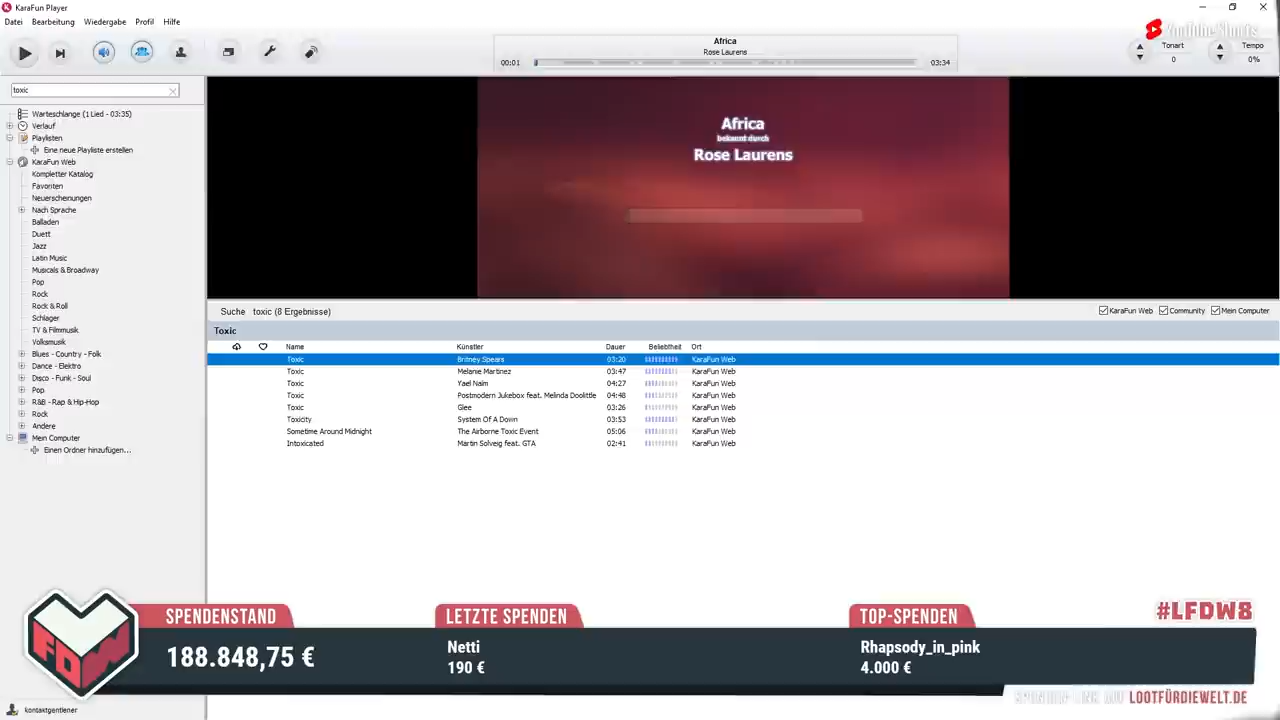 KaraFun Player
Datei Bearbeitung Wiedergabe Profil Hilfe
YouTube Shorts
Africa
Rose Laurens
00:01
03:34
Tonart
0
Tempo
0%
toxic
Warteschlange (1 Lied - 03:35)
Verlauf
Playlisten
Eine neue Playliste erstellen
KaraFun Web
Kompletter Katalog
Favoriten
Neuerscheinungen
Nach Sprache
Balladen
Duett
Jazz
Latin Music
Musicals & Broadway
Pop
Rock
Rock & Roll
Schlager
TV & Filmmusik
Volksmusik
Blues - Country - Folk
Dance - Elektro
Disco - Funk - Soul
Pop
R&B - Rap & Hip-Hop
Rock
Andere
Mein Computer
Einen Ordner hinzufügen...
Africa
bekannt durch
Rose Laurens
Suche toxic (8 Ergebnisse)
KaraFun Web Community Mein Computer
Toxic
Name Künstler Dauer Beliebtheit Ort
Toxic Britney Spears 03:20 KaraFun Web
Toxic Melanie Martinez 03:47 KaraFun Web
Toxic Yael Naim 04:27 KaraFun Web
Toxic Postmodern Jukebox feat. Melinda Doolittle 04:48 KaraFun Web
Toxic Glee 03:26 KaraFun Web
Toxicity System Of A Down 03:53 KaraFun Web
Sometime Around Midnight The Airborne Toxic Event 05:06 KaraFun Web
Intoxicated Martin Solveig feat. GTA 02:41 KaraFun Web
FDW
SPENDENSTAND
188.848,75 €
LETZTE SPENDEN
Netti
190 €
TOP-SPENDEN
Rhapsody_in_pink
4.000 €
#LFDW8
SPENDEN LINK AUF LOOTFÜRDIEWELT.DE
kontaktgentlener